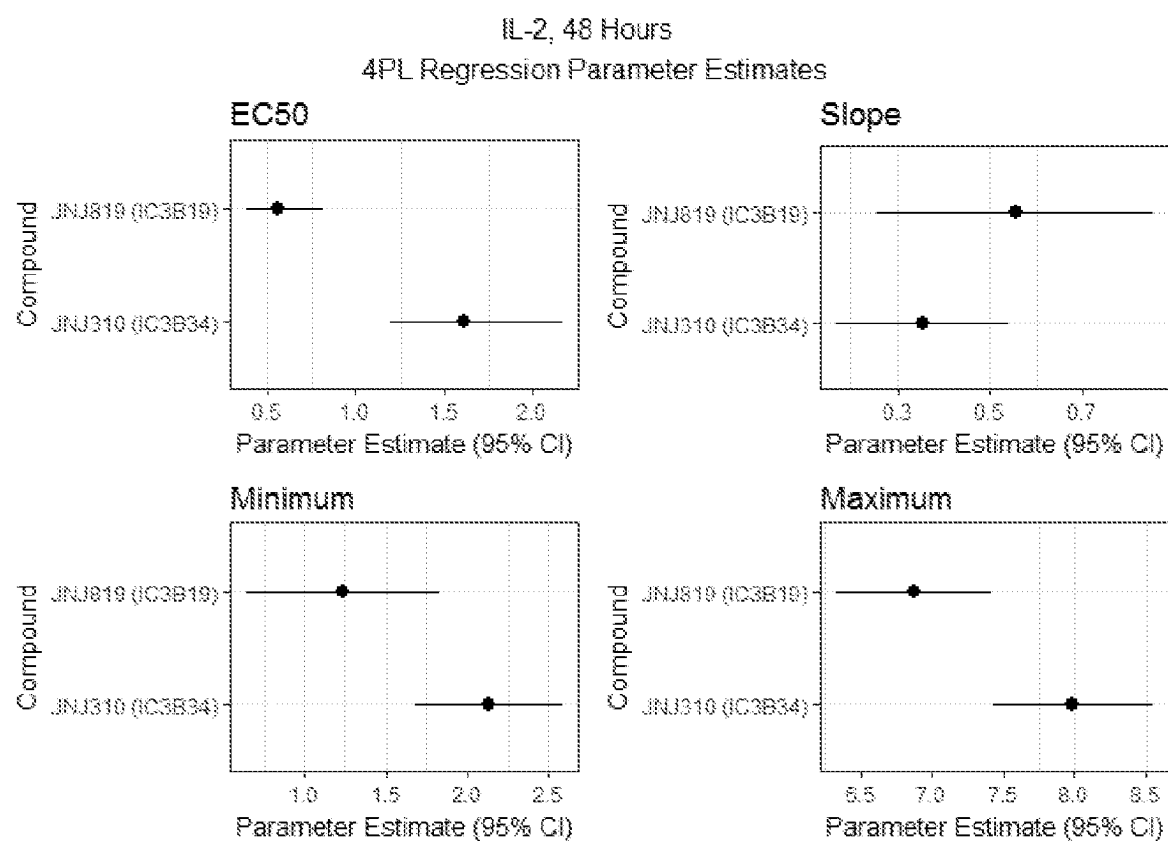 IL-2, 48 Hours
4PL Regression Parameter Estimates
EC50
Compound
JNJ819 (IC3B19)
JNJ310 (IC3B34)
0.5 1.0 1.5 2.0
Parameter Estimate (95% CI)
Slope
Compound
JNJ819 (IC3B19)
JNJ310 (IC3B34)
0.3 0.5 0.7
Parameter Estimate (95% CI)
Minimum
Compound
JNJ819 (IC3B19)
JNJ310 (IC3B34)
1.0 1.5 2.0 2.5
Parameter Estimate (95% CI)
Maximum
Compound
JNJ819 (IC3B19)
JNJ310 (IC3B34)
6.5 7.0 7.5 8.0 8.5
Parameter Estimate (95% CI)